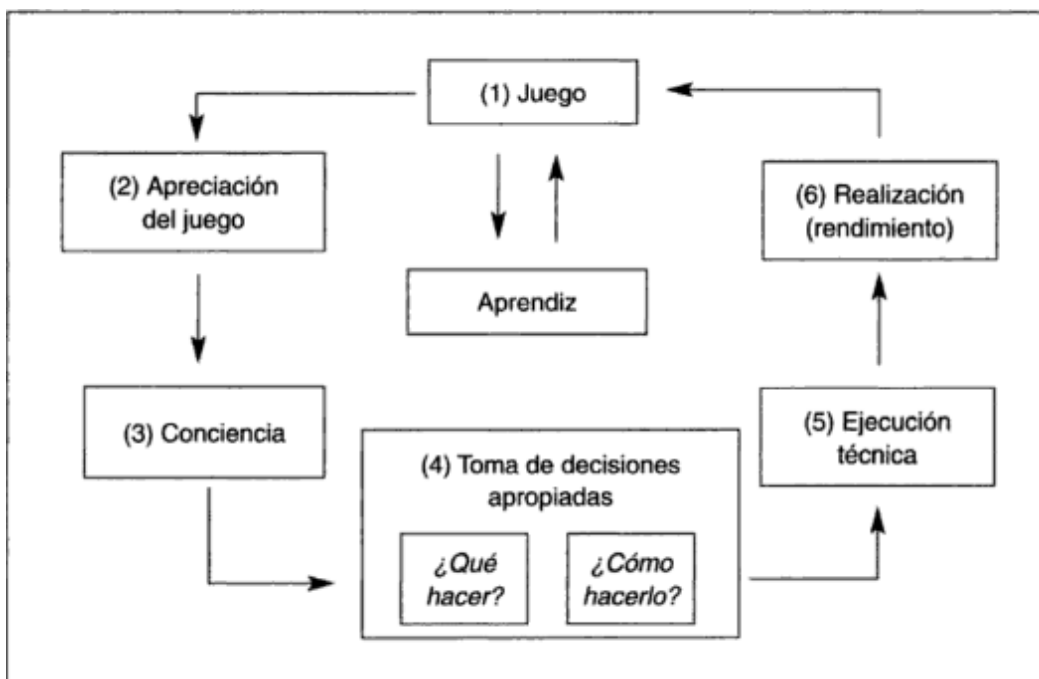 (1) Juego
(2) Apreciación
del juego
(6) Realización
(rendimiento)
Aprendiz
(3) Conciencia
(4) Toma de decisiones
apropiadas
¿Qué
hacer?
¿Cómo
hacerlo?
(5) Ejecución
técnica